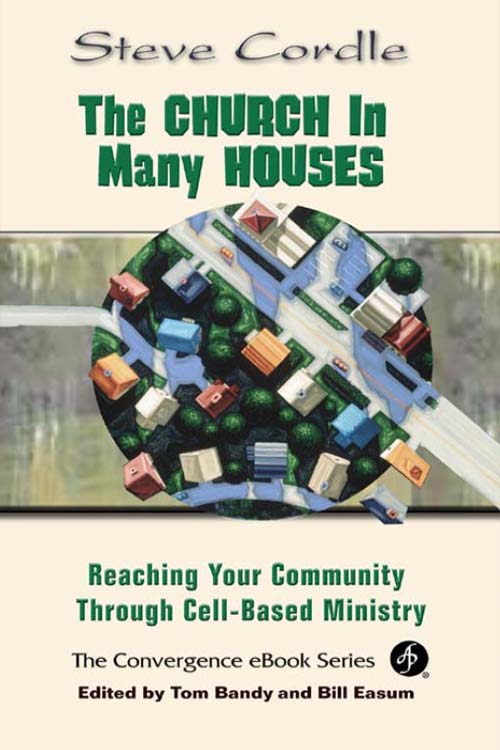 Steve Cordle
The CHURCH In
Many HOUSES
Reaching Your Community
Through Cell-Based Ministry
The Convergence eBook Series
®
Edited by Tom Bandy and Bill Easum